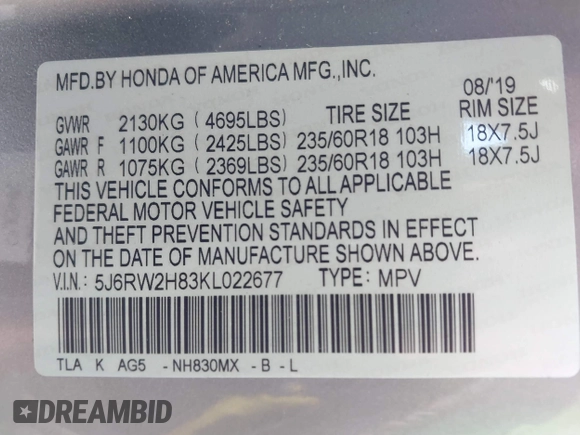 MFD.BY HONDA OF AMERICA MFG.,INC.
08/'19
GVWR 2130KG (4695LBS) TIRE SIZE RIM SIZE
GAWR F 1100KG (2425LBS) 235/60R18 103H 18X7.5J
GAWR R 1075KG (2369LBS) 235/60R18 103H 18X7.5J
THIS VEHICLE CONFORMS TO ALL APPLICABLE
FEDERAL MOTOR VEHICLE SAFETY
AND THEFT PREVENTION STANDARDS IN EFFECT
ON THE DATE OF MANUFACTURE SHOWN ABOVE.
V.I.N.: 5J6RW2H83KL022677 TYPE: MPV
TLA K AG5 -NH830MX -B -L
DREAMBID